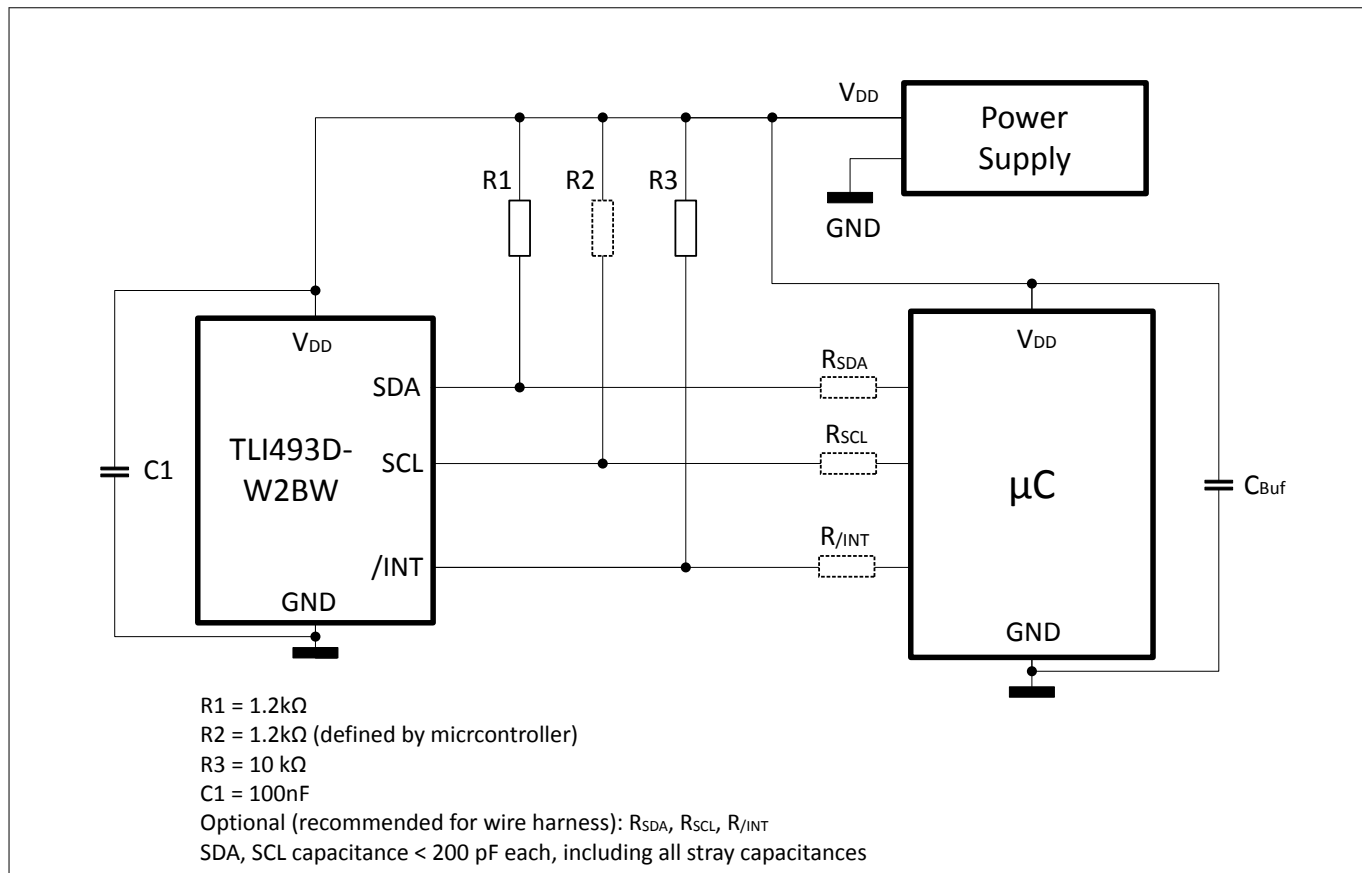 VDD
Power
Supply
R1
R2
R3
GND
VDD
VDD
RSDA
SDA
TLI493D-
W2BW
SCL
RSCL
C1
µC
CBuf
/INT
R/INT
GND
GND
R1 = 1.2kΩ
R2 = 1.2kΩ (defined by micrcontroller)
R3 = 10 kΩ
C1 = 100nF
Optional (recommended for wire harness): RSDA, RSCL, R/INT
SDA, SCL capacitance < 200 pF each, including all stray capacitances